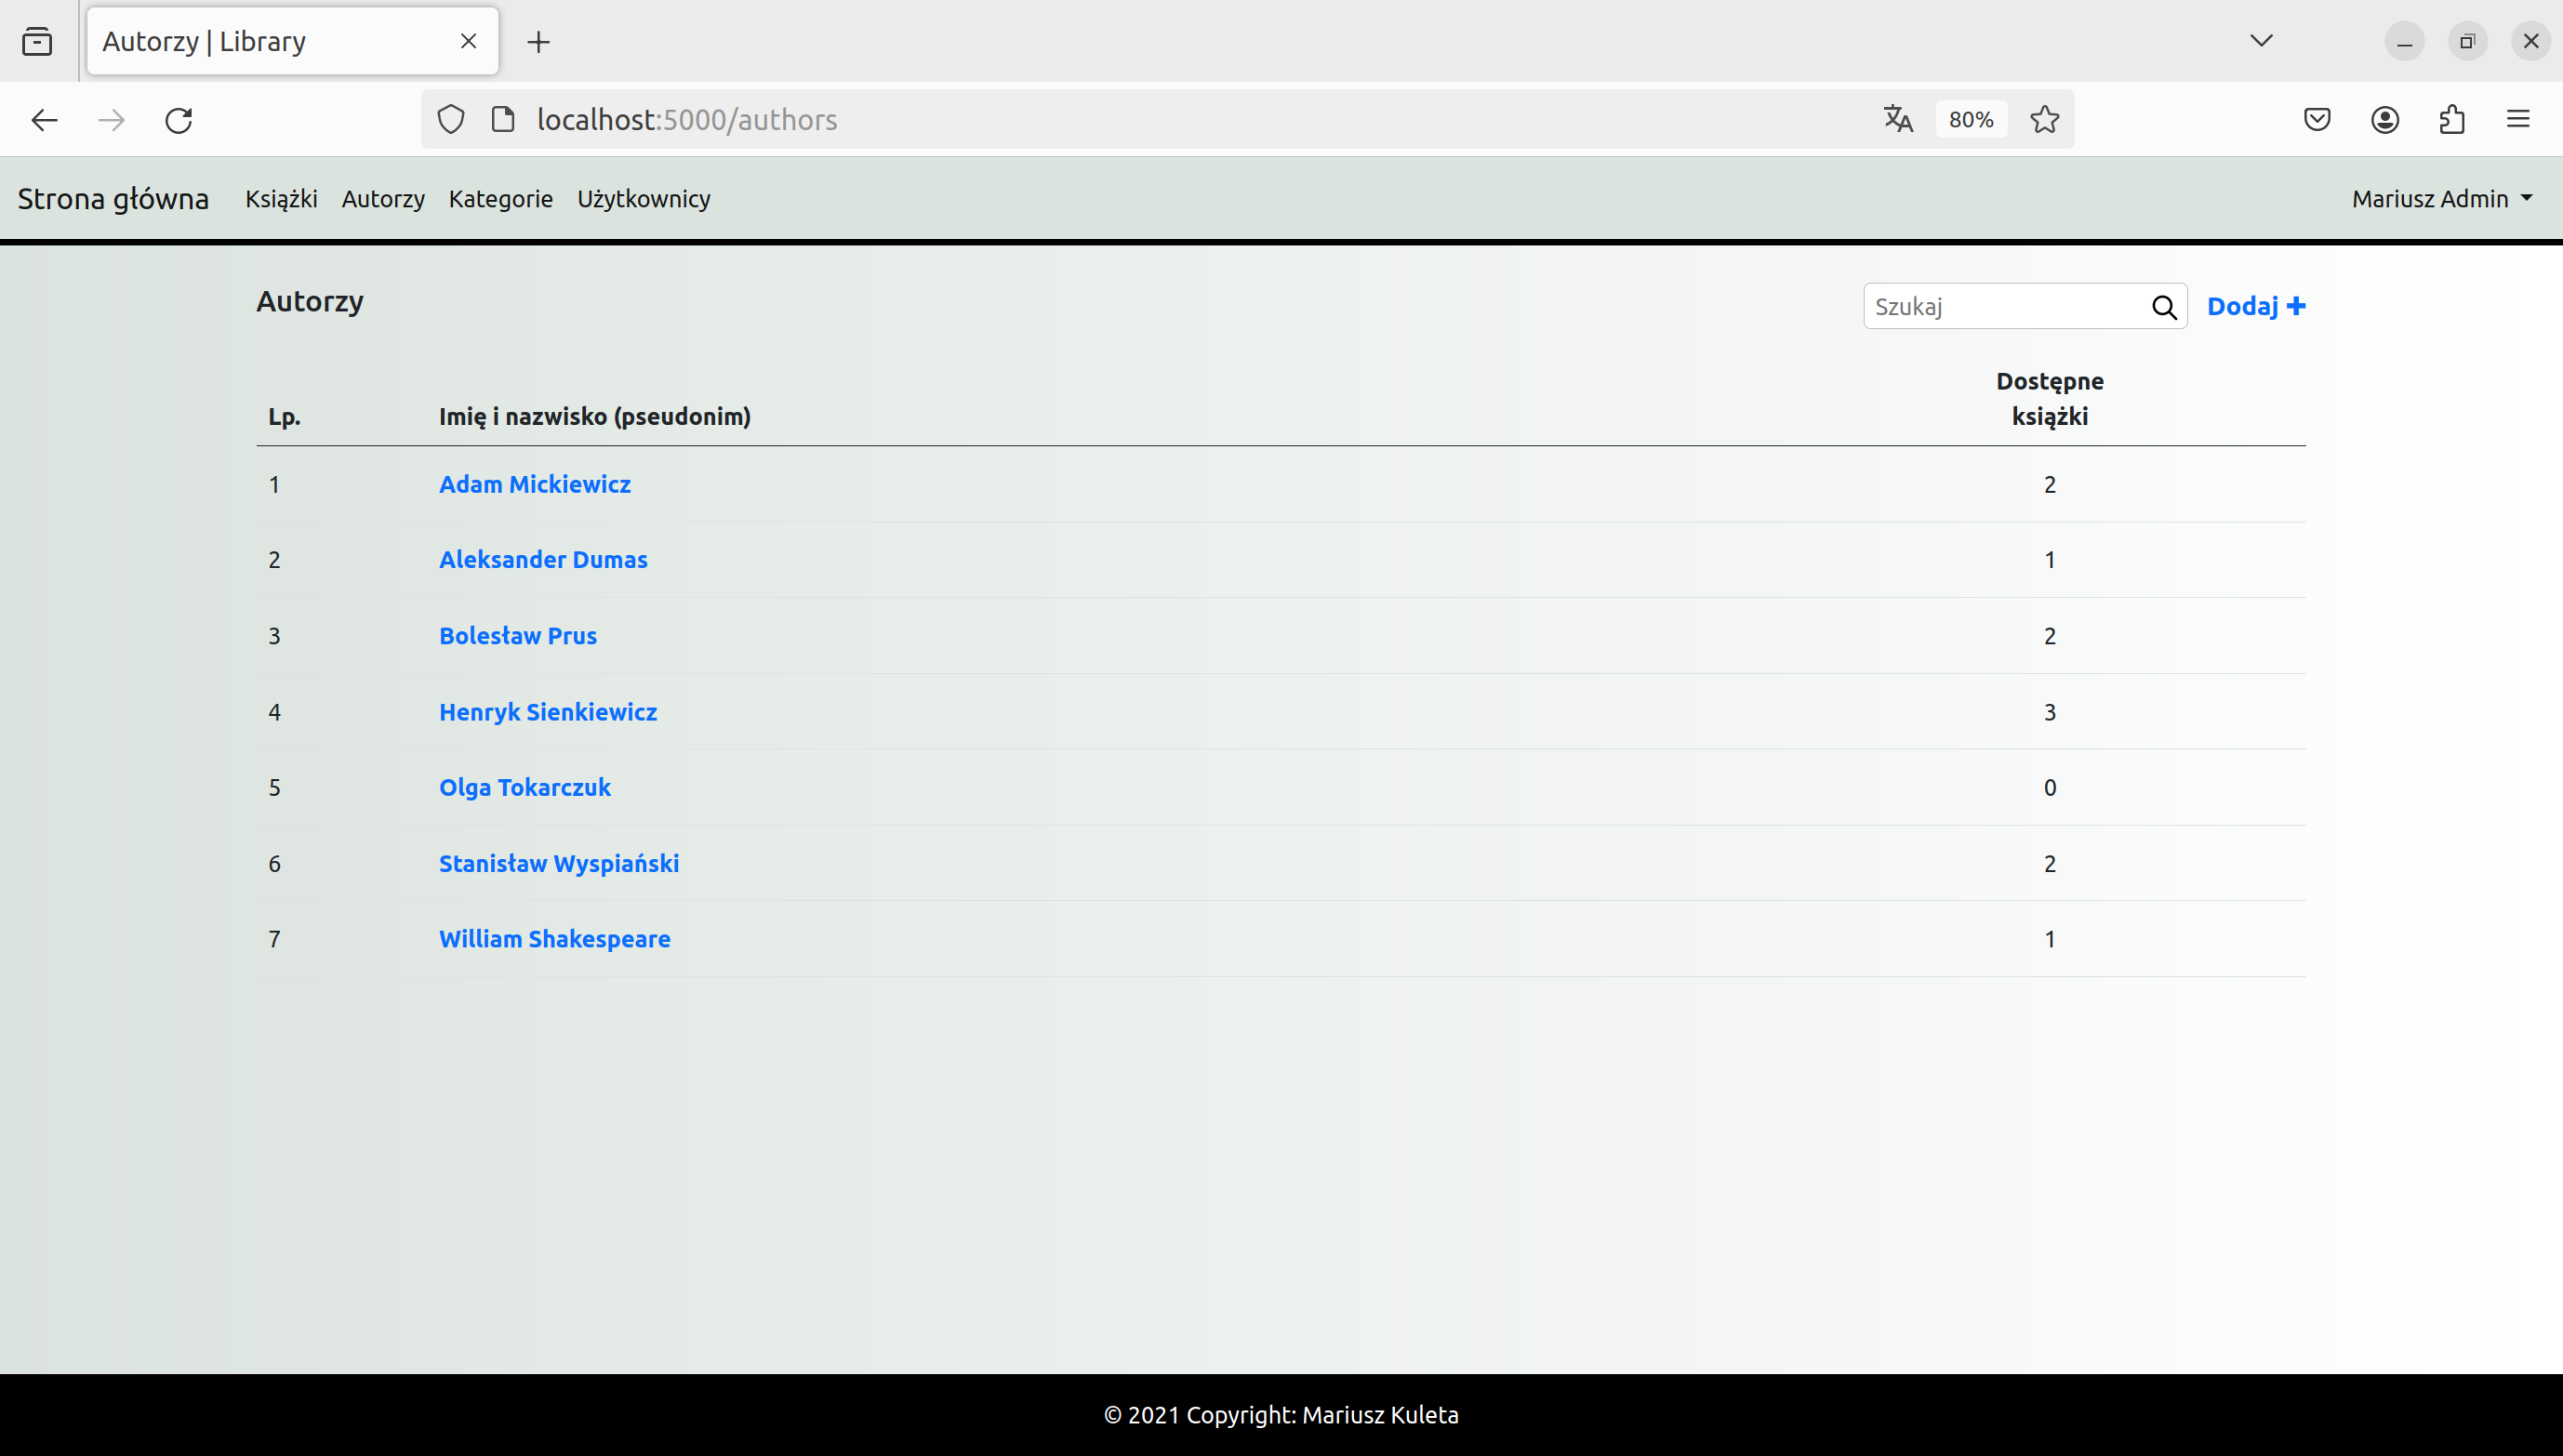 Autorzy | Library
localhost:5000/authors
80%
Strona główna Książki Autorzy Kategorie Użytkownicy Mariusz Admin
Autorzy
Szukaj
Dodaj
Lp. Imię i nazwisko (pseudonim) Dostępne książki
1 Adam Mickiewicz 2
2 Aleksander Dumas 1
3 Bolesław Prus 2
4 Henryk Sienkiewicz 3
5 Olga Tokarczuk 0
6 Stanisław Wyspiański 2
7 William Shakespeare 1
© 2021 Copyright: Mariusz Kuleta